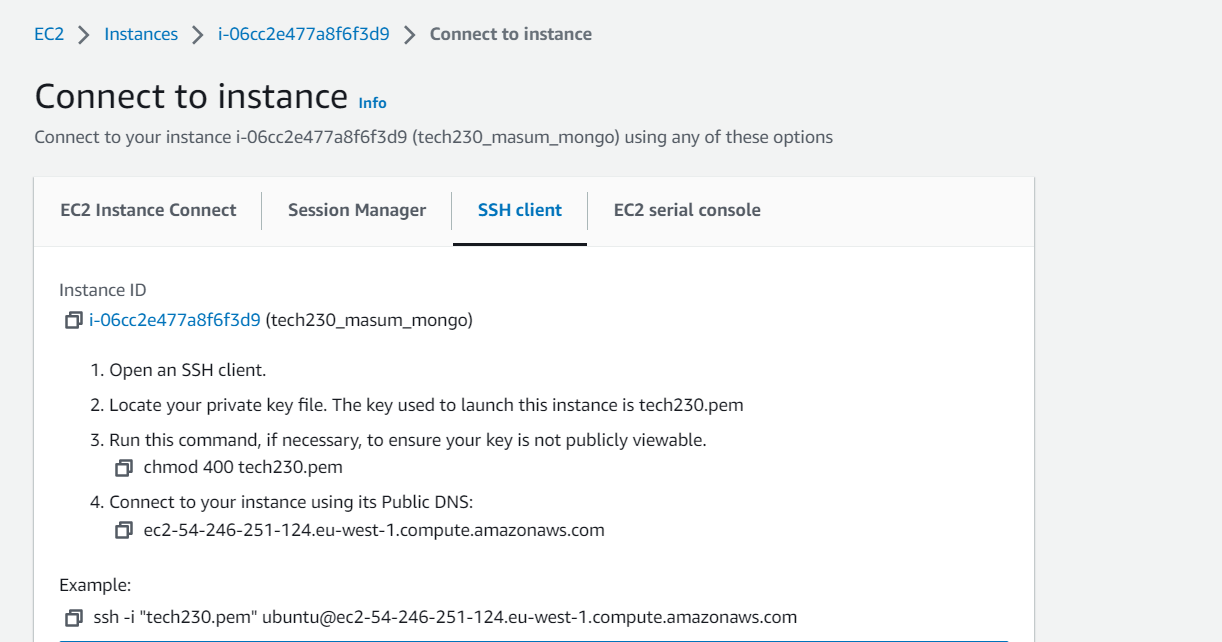 EC2 > Instances > i-06cc2e477a8f6f3d9 > Connect to instance
Connect to instance Info
Connect to your instance i-06cc2e477a8f6f3d9 (tech230_masum_mongo) using any of these options
EC2 Instance Connect Session Manager SSH client EC2 serial console
Instance ID
i-06cc2e477a8f6f3d9 (tech230_masum_mongo)
1. Open an SSH client.
2. Locate your private key file. The key used to launch this instance is tech230.pem
3. Run this command, if necessary, to ensure your key is not publicly viewable.
chmod 400 tech230.pem
4. Connect to your instance using its Public DNS:
ec2-54-246-251-124.eu-west-1.compute.amazonaws.com
Example:
ssh -i "tech230.pem" ubuntu@ec2-54-246-251-124.eu-west-1.compute.amazonaws.com